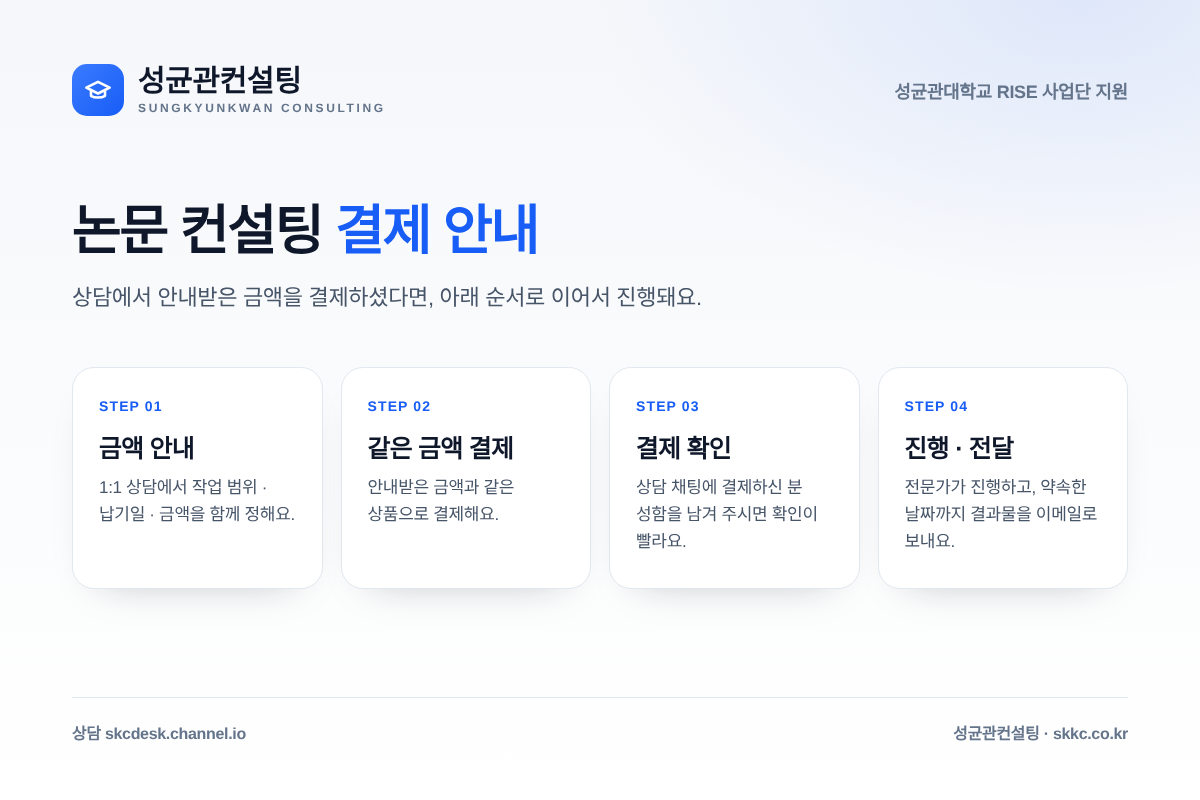 성균관컨설팅
SUNGKYUNKWAN CONSULTING
성균관대학교 RISE 사업단 지원
논문 컨설팅 결제 안내
상담에서 안내받은 금액을 결제하셨다면, 아래 순서로 이어서 진행돼요.
STEP 01
금액 안내
1:1 상담에서 작업 범위 ·
납기일 · 금액을 함께 정해요.
STEP 02
같은 금액 결제
안내받은 금액과 같은
상품으로 결제해요.
STEP 03
결제 확인
상담 채팅에 결제하신 분
성함을 남겨 주시면 확인이
빨라요.
STEP 04
진행 · 전달
전문가가 진행하고, 약속한
날짜까지 결과물을 이메일로
보내요.
상담 skcdesk.channel.io
성균관컨설팅 · skkc.co.kr